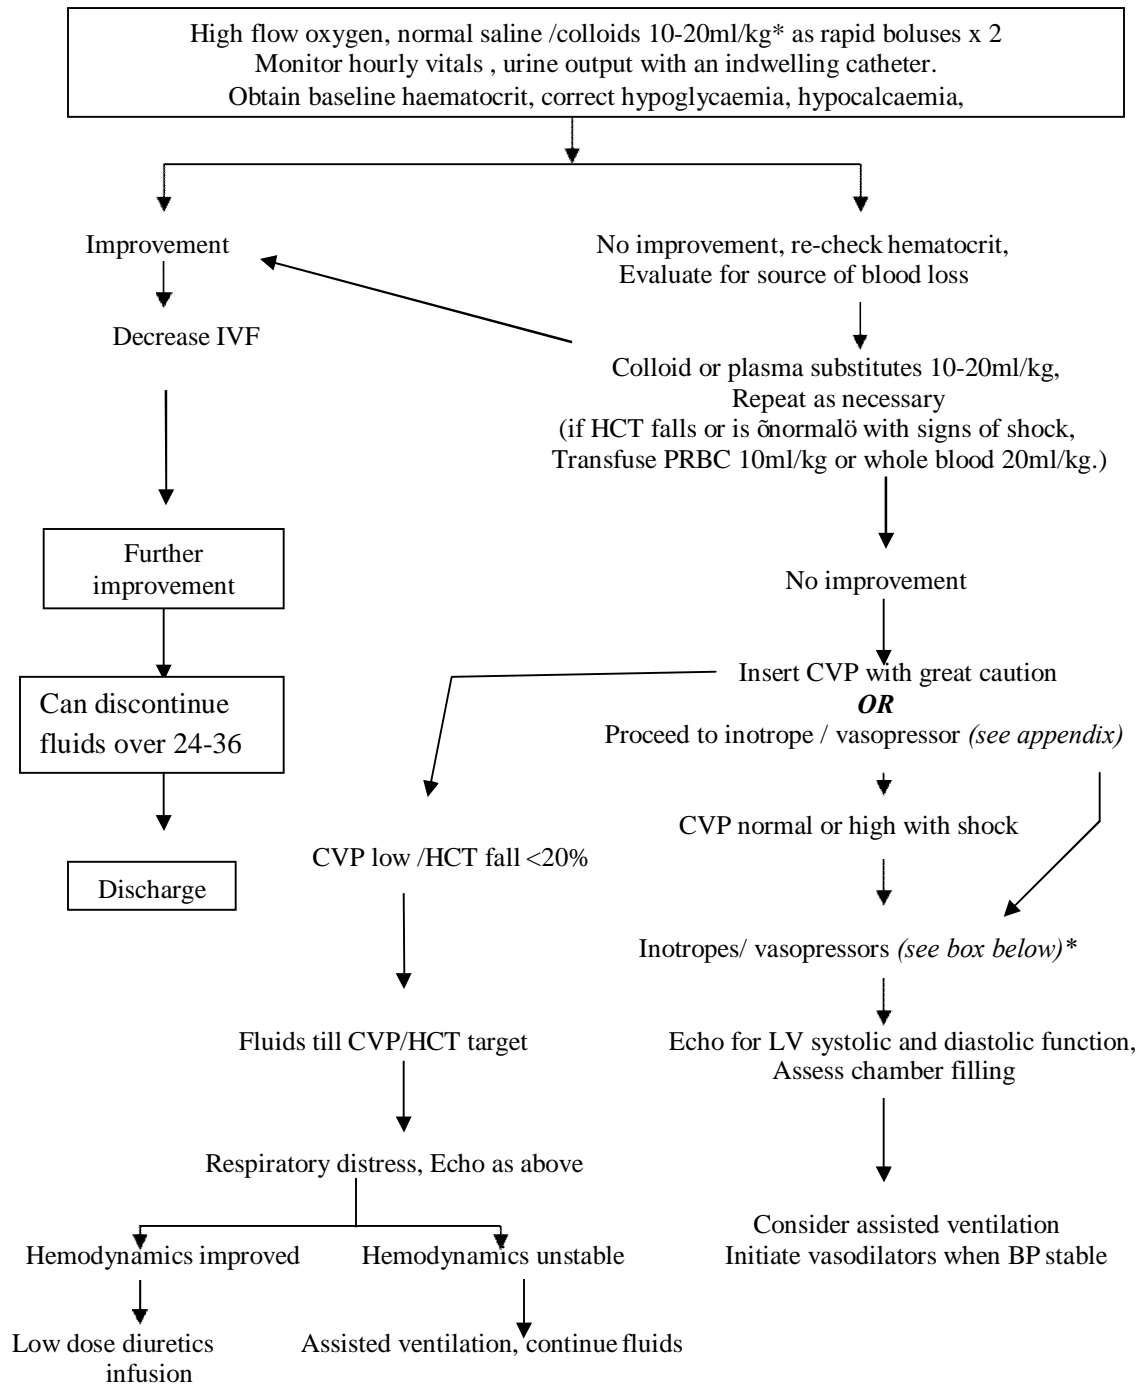 High flow oxygen, normal saline /colloids 10-20ml/kg* as rapid boluses x 2
Monitor hourly vitals , urine output with an indwelling catheter.
Obtain baseline haematocrit, correct hypoglycaemia, hypocalcaemia,
Improvement
No improvement, re-check hematocrit,
Evaluate for source of blood loss
Decrease IVF
Colloid or plasma substitutes 10-20ml/kg,
Repeat as necessary
(if HCT falls or is õnormalö with signs of shock,
Transfuse PRBC 10ml/kg or whole blood 20ml/kg.)
Further
improvement
No improvement
Can discontinue
fluids over 24-36
Insert CVP with great caution
OR
Proceed to inotrope / vasopressor (see appendix)
CVP normal or high with shock
CVP low /HCT fall <20%
Discharge
Inotropes/ vasopressors (see box below)*
Fluids till CVP/HCT target
Echo for LV systolic and diastolic function,
Assess chamber filling
Respiratory distress, Echo as above
Consider assisted ventilation
Initiate vasodilators when BP stable
Hemodynamics improved
Hemodynamics unstable
Low dose diuretics
infusion
Assisted ventilation, continue fluids